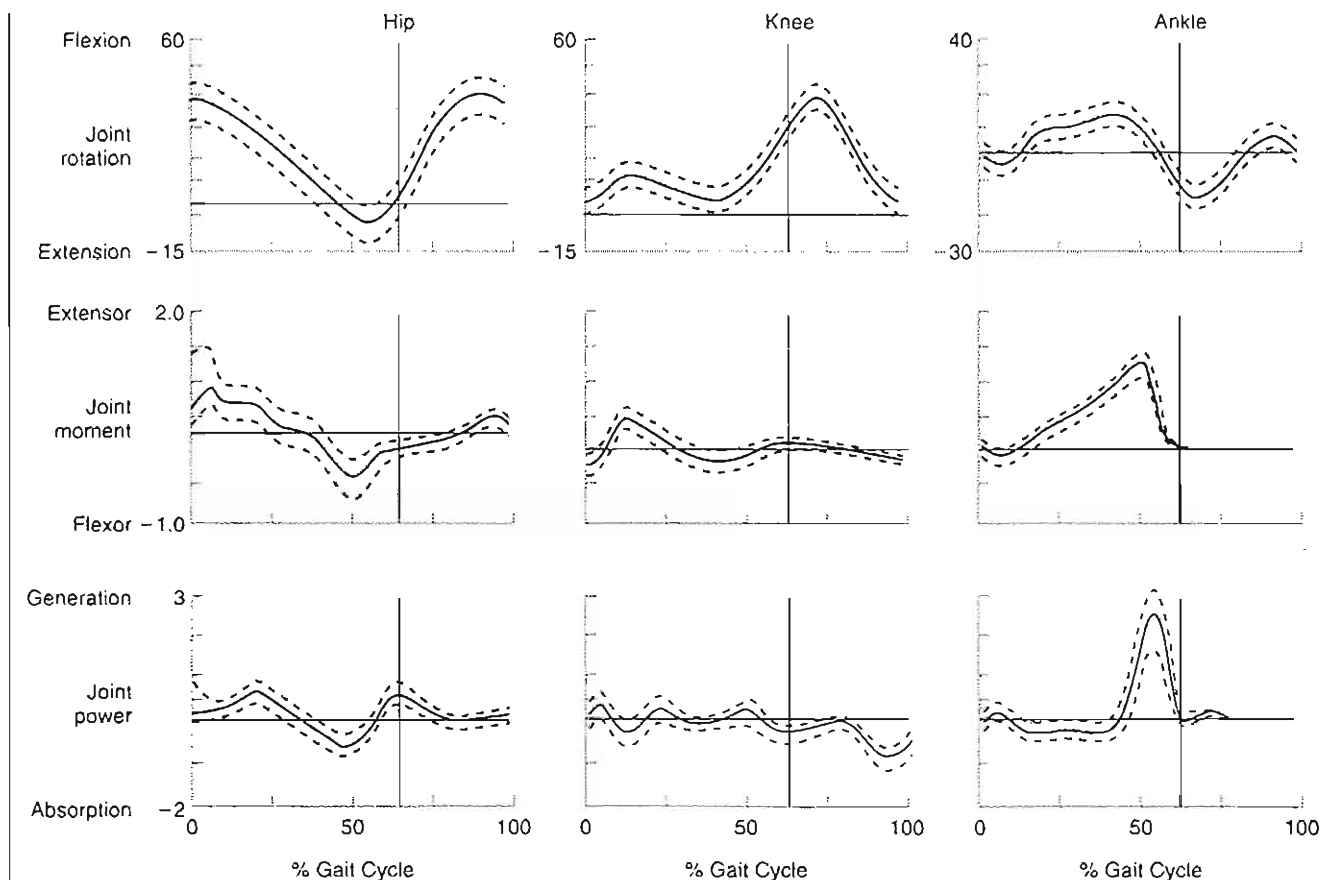 Hip Knee Ankle
Flexion 60 60 40
Joint
rotation
Extension −15 −15 −30
Extensor 2.0
Joint
moment
Flexor −1.0
Generation 3
Joint
power
Absorption −2
0 50 100 0 50 100 0 50 100
% Gait Cycle % Gait Cycle % Gait Cycle